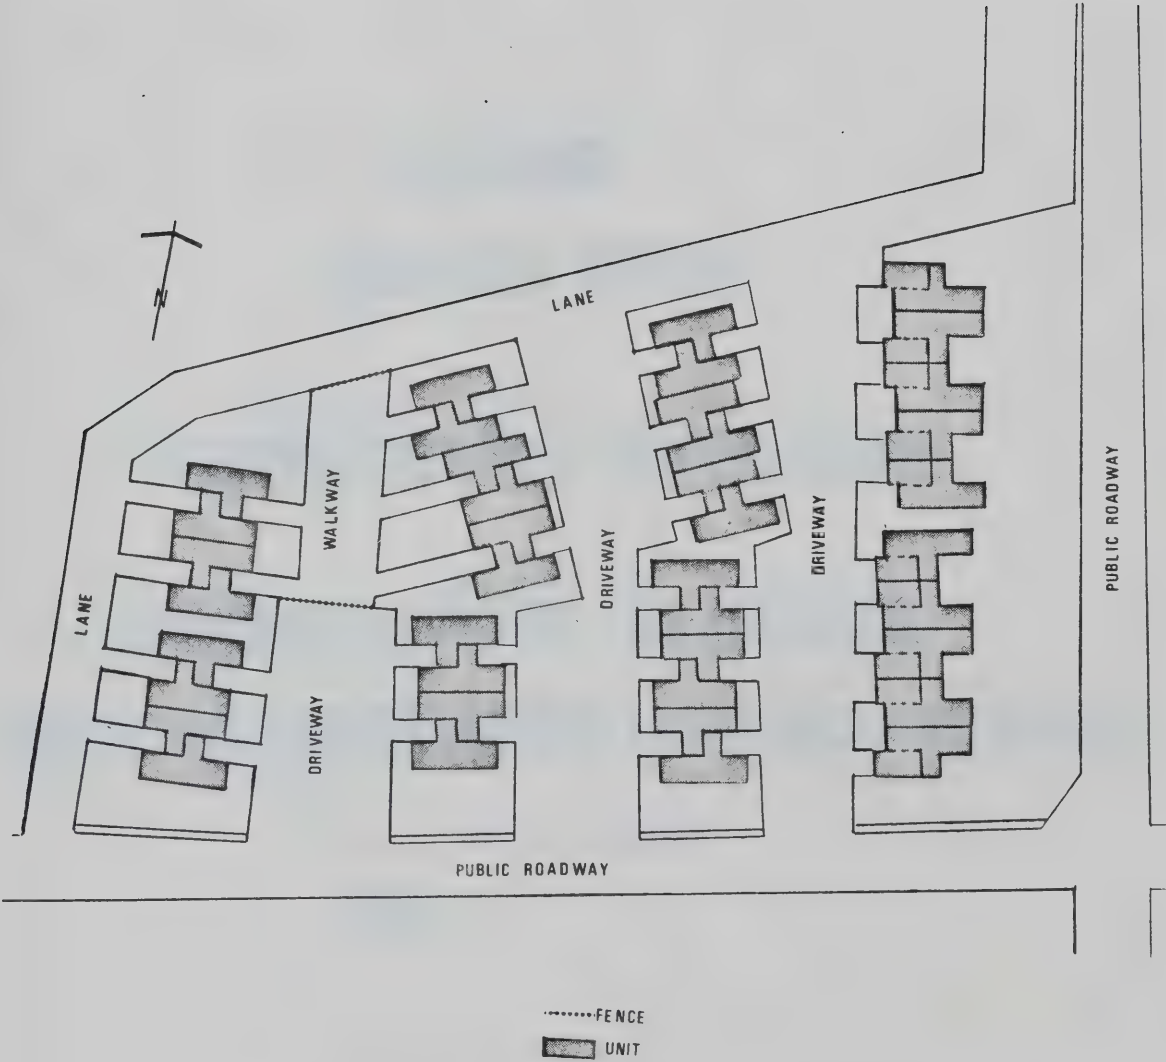 LANE
N
WALKWAY
DRIVEWAY
DRIVEWAY
PUBLIC ROADWAY
LANE
DRIVEWAY
PUBLIC ROADWAY
FENCE
UNIT